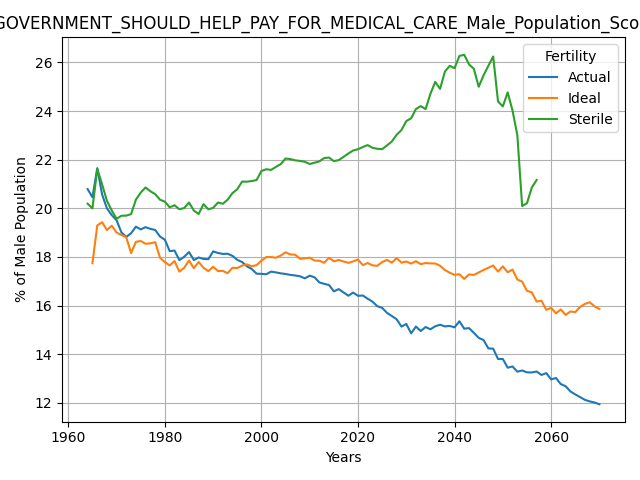 GOVERNMENT_SHOULD_HELP_PAY_FOR_MEDICAL_CARE_Male_Population_Sco
Fertility
Actual
Ideal
Sterile
% of Male Population
26
24
22
20
18
16
14
12
1960
1980
2000
2020
2040
2060
Years